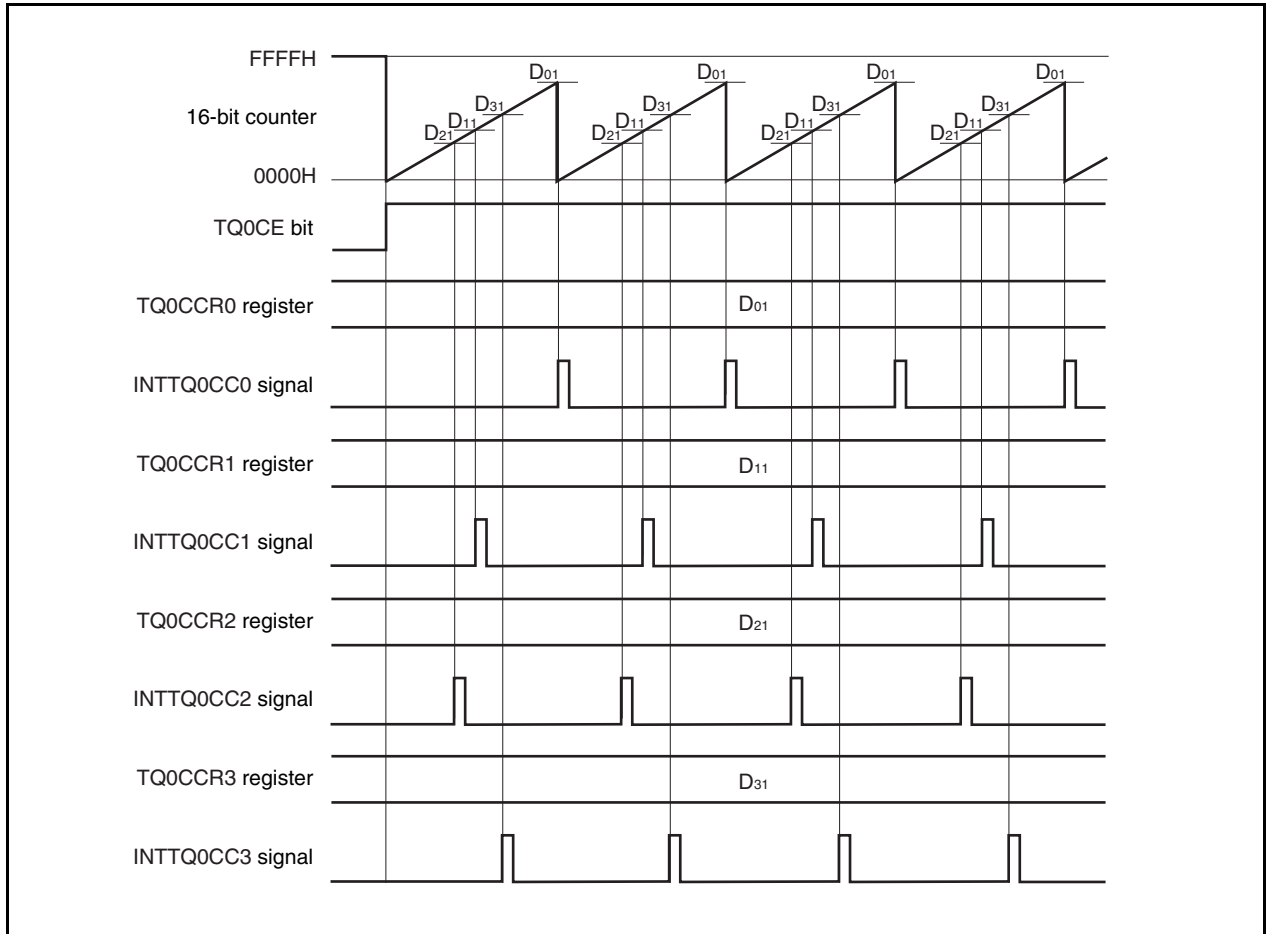 FFFFH
D01 D01 D01 D01
16-bit counter
D31 D31 D31 D31
D11 D11 D11 D11
D21 D21 D21 D21
0000H
TQ0CE bit
TQ0CCR0 register
D01
INTTQ0CC0 signal
TQ0CCR1 register
D11
INTTQ0CC1 signal
TQ0CCR2 register
D21
INTTQ0CC2 signal
TQ0CCR3 register
D31
INTTQ0CC3 signal